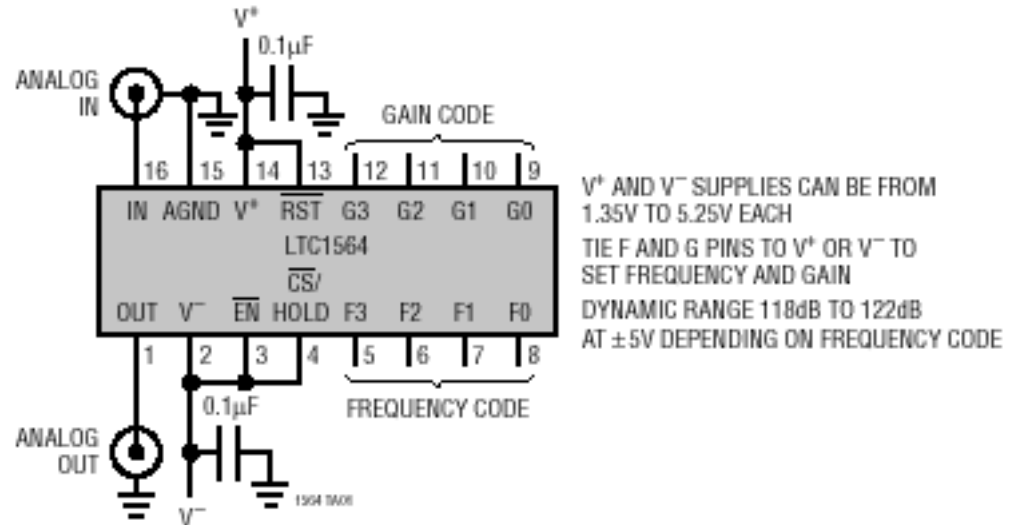 V+
0.1µF
ANALOG
IN
GAIN CODE
16 15 14 13 12 11 10 9
IN AGND V+ R̅S̅T̅ G3 G2 G1 G0
LTC1564
C̅S̅/
OUT V− E̅N̅ HOLD F3 F2 F1 F0
1 2 3 4 5 6 7 8
0.1µF
FREQUENCY CODE
ANALOG
OUT
V−
1564 TA01
V+ AND V− SUPPLIES CAN BE FROM
1.35V TO 5.25V EACH
TIE F AND G PINS TO V+ OR V− TO
SET FREQUENCY AND GAIN
DYNAMIC RANGE 118dB TO 122dB
AT ±5V DEPENDING ON FREQUENCY CODE